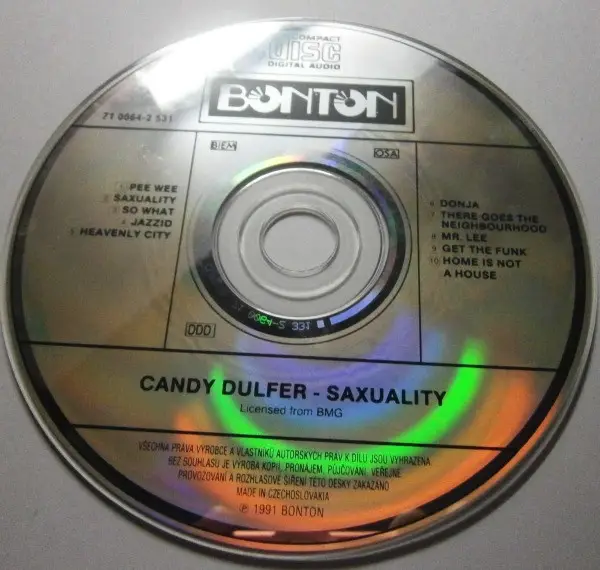 COMPACT
DISC
DIGITAL AUDIO
BONTON
71 0064-2 531
BIEM
OSA
1 PEE WEE
2 SAXUALITY
3 SO WHAT
4 JAZZID
5 HEAVENLY CITY
6 DONJA
7 THERE GOES THE
NEIGHBOURHOOD
8 MR. LEE
9 GET THE FUNK
10 HOME IS NOT
A HOUSE
DDD
CANDY DULFER - SAXUALITY
Licensed from BMG
VŠECHNA PRÁVA VÝROBCE A VLASTNÍKŮ AUTORSKÝCH PRÁV K DÍLU JSOU VYHRAZENA.
BEZ SOUHLASU JE VÝROBA KOPIÍ, PRONÁJEM, PŮJČOVÁNÍ, VEŘEJNÉ
PROVOZOVÁNÍ A ROZHLASOVÉ ŠÍŘENÍ TÉTO DESKY ZAKÁZÁNO
MADE IN CZECHOSLOVAKIA
℗ 1991 BONTON